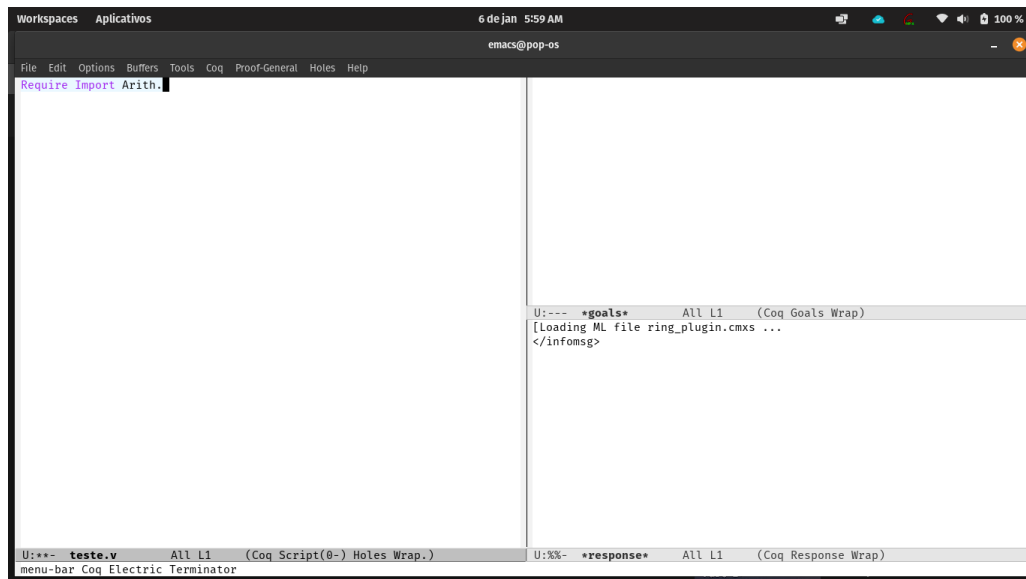 Workspaces Aplicativos 6 de jan 5:59 AM 100 %
emacs@pop-os
File Edit Options Buffers Tools Coq Proof-General Holes Help
Require Import Arith.
U:--- *goals* All L1 (Coq Goals Wrap)
[Loading ML file ring_plugin.cmxs ...
</infomsg>
U:**- teste.v All L1 (Coq Script(0-) Holes Wrap.)
U:%%- *response* All L1 (Coq Response Wrap)
menu-bar Coq Electric Terminator